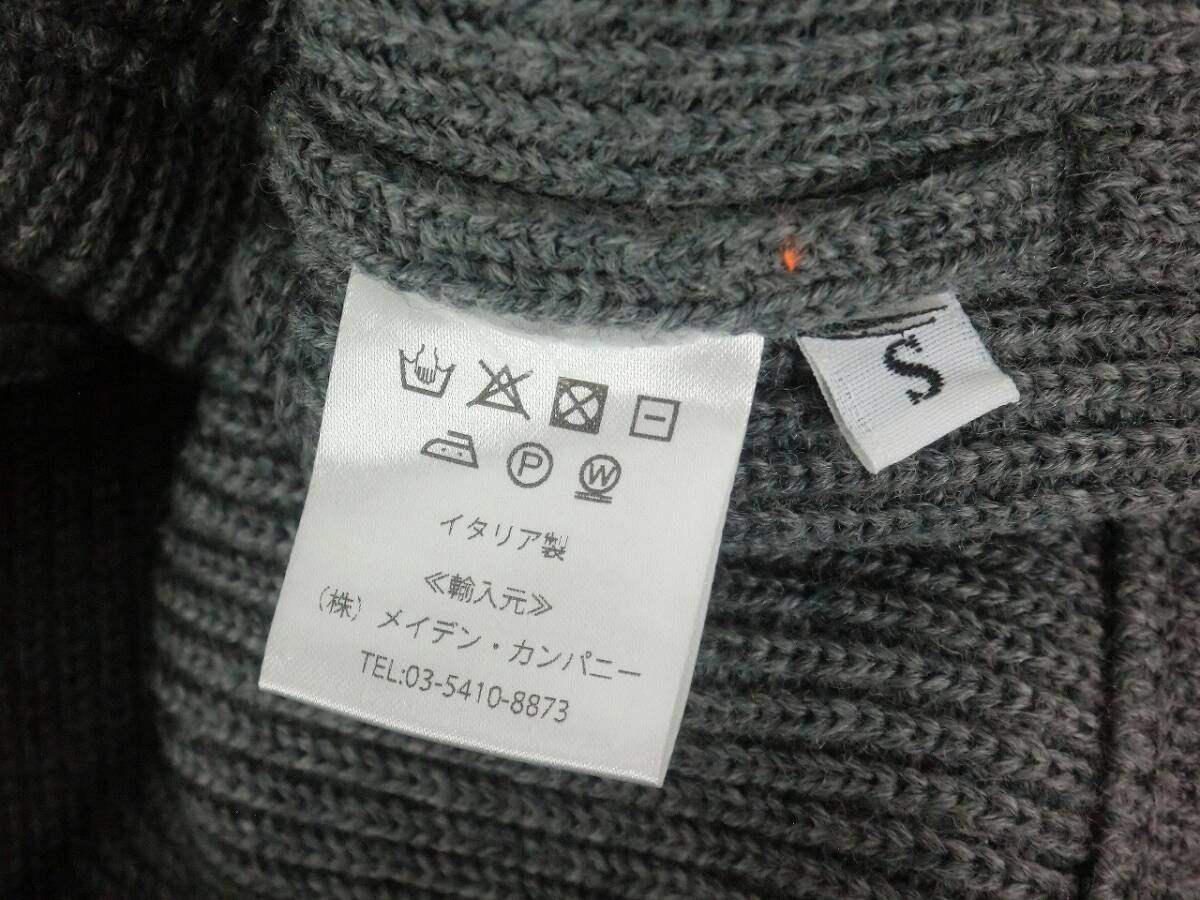 P W
イタリア製
≪輸入元≫
(株) メイデン・カンパニー
TEL:03-5410-8873
S